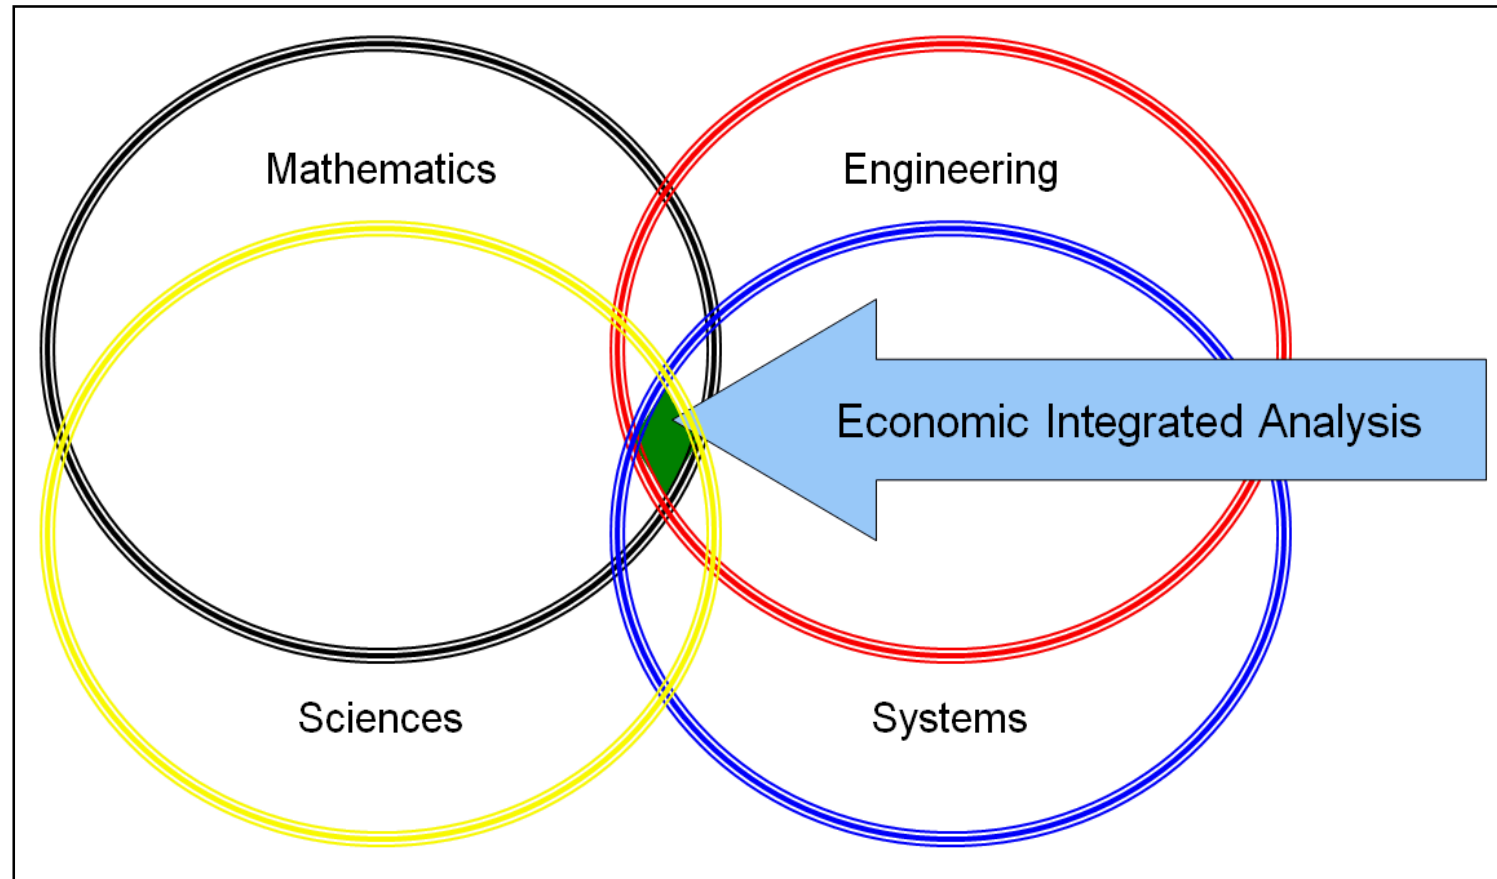 Mathematics
Engineering
Economic Integrated Analysis
Sciences
Systems